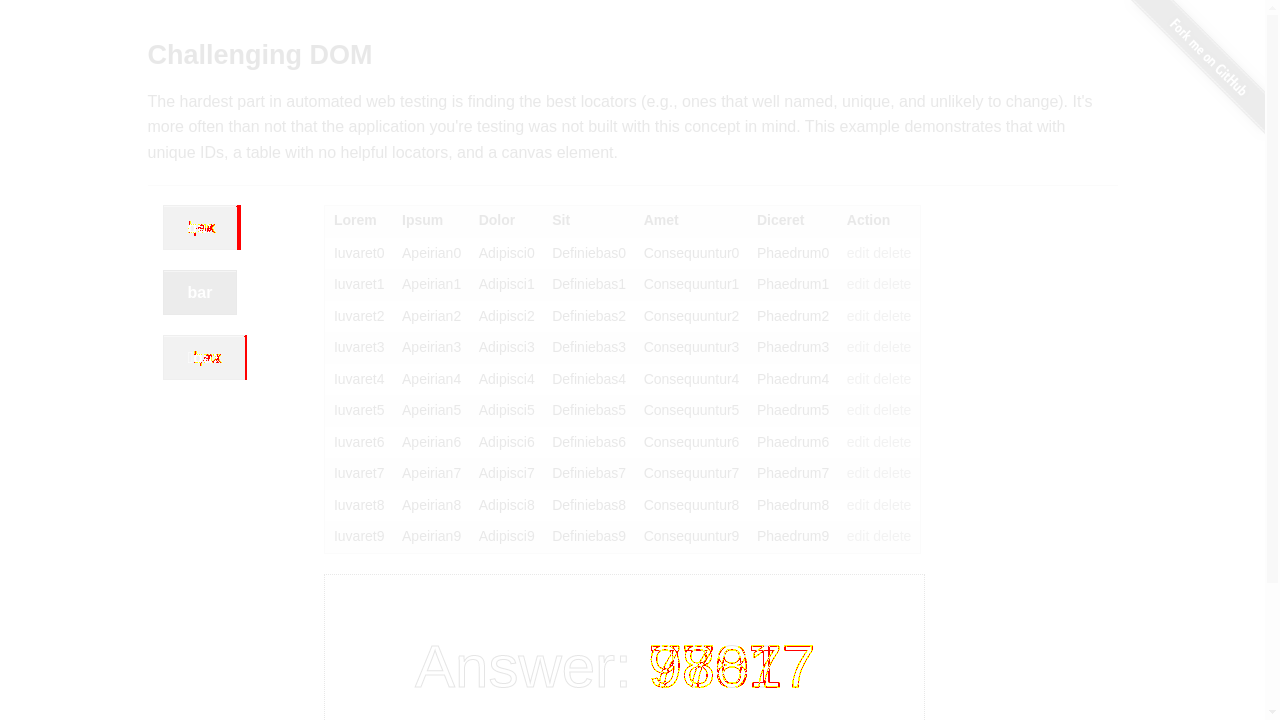 Fork me on GitHub
Challenging DOM
The hardest part in automated web testing is finding the best locators (e.g., ones that well named, unique, and unlikely to change). It's
more often than not that the application you're testing was not built with this concept in mind. This example demonstrates that with
unique IDs, a table with no helpful locators, and a canvas element.
bar
Lorem Ipsum Dolor Sit Amet Diceret Action
Iuvaret0 Apeirian0 Adipisci0 Definiebas0 Consequuntur0 Phaedrum0 edit delete
Iuvaret1 Apeirian1 Adipisci1 Definiebas1 Consequuntur1 Phaedrum1 edit delete
Iuvaret2 Apeirian2 Adipisci2 Definiebas2 Consequuntur2 Phaedrum2 edit delete
Iuvaret3 Apeirian3 Adipisci3 Definiebas3 Consequuntur3 Phaedrum3 edit delete
Iuvaret4 Apeirian4 Adipisci4 Definiebas4 Consequuntur4 Phaedrum4 edit delete
Iuvaret5 Apeirian5 Adipisci5 Definiebas5 Consequuntur5 Phaedrum5 edit delete
Iuvaret6 Apeirian6 Adipisci6 Definiebas6 Consequuntur6 Phaedrum6 edit delete
Iuvaret7 Apeirian7 Adipisci7 Definiebas7 Consequuntur7 Phaedrum7 edit delete
Iuvaret8 Apeirian8 Adipisci8 Definiebas8 Consequuntur8 Phaedrum8 edit delete
Iuvaret9 Apeirian9 Adipisci9 Definiebas9 Consequuntur9 Phaedrum9 edit delete
Answer: